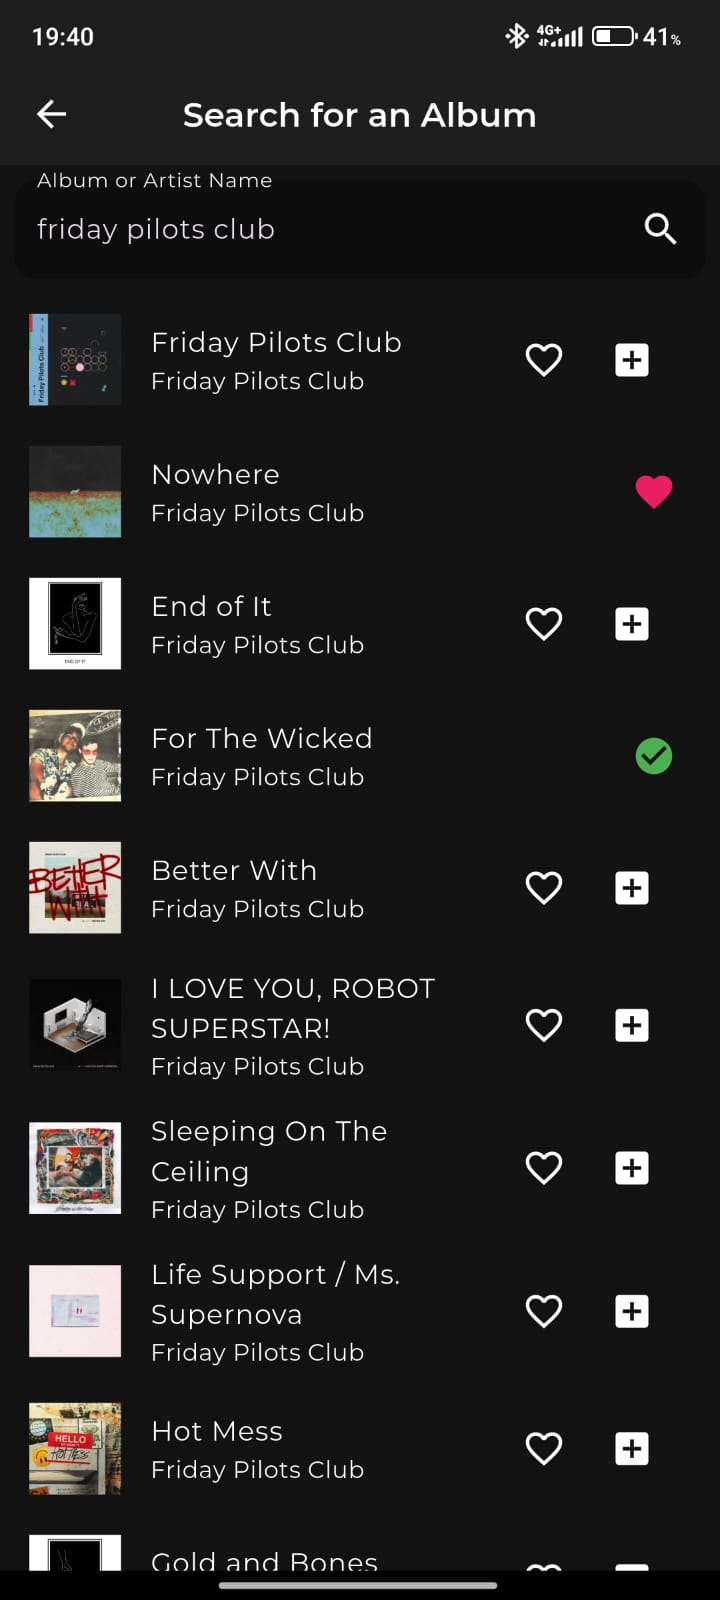 19:40
4G+
41%
Search for an Album
Album or Artist Name
friday pilots club
Friday Pilots Club
Friday Pilots Club
Friday Pilots Club
Nowhere
Friday Pilots Club
End of It
Friday Pilots Club
END OF IT
For The Wicked
Friday Pilots Club
Better With
Friday Pilots Club
BETTER
WITH
I LOVE YOU, ROBOT
SUPERSTAR!
Friday Pilots Club
Sleeping On The
Ceiling
Friday Pilots Club
Life Support / Ms.
Supernova
Friday Pilots Club
Hot Mess
Friday Pilots Club
HELLO
HOT MESS
Gold and Bones